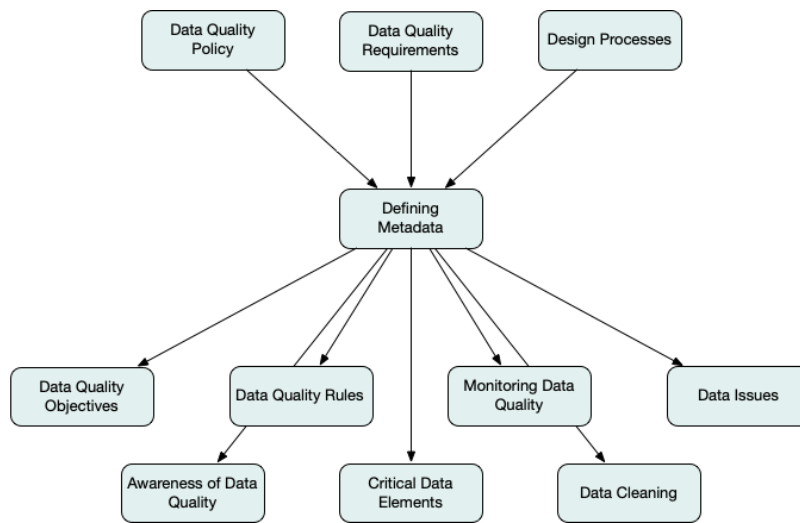 Data Quality
Policy
Data Quality
Requirements
Design Processes
Defining
Metadata
Data Quality
Objectives
Data Quality Rules
Monitoring Data
Quality
Data Issues
Awareness of Data
Quality
Critical Data
Elements
Data Cleaning